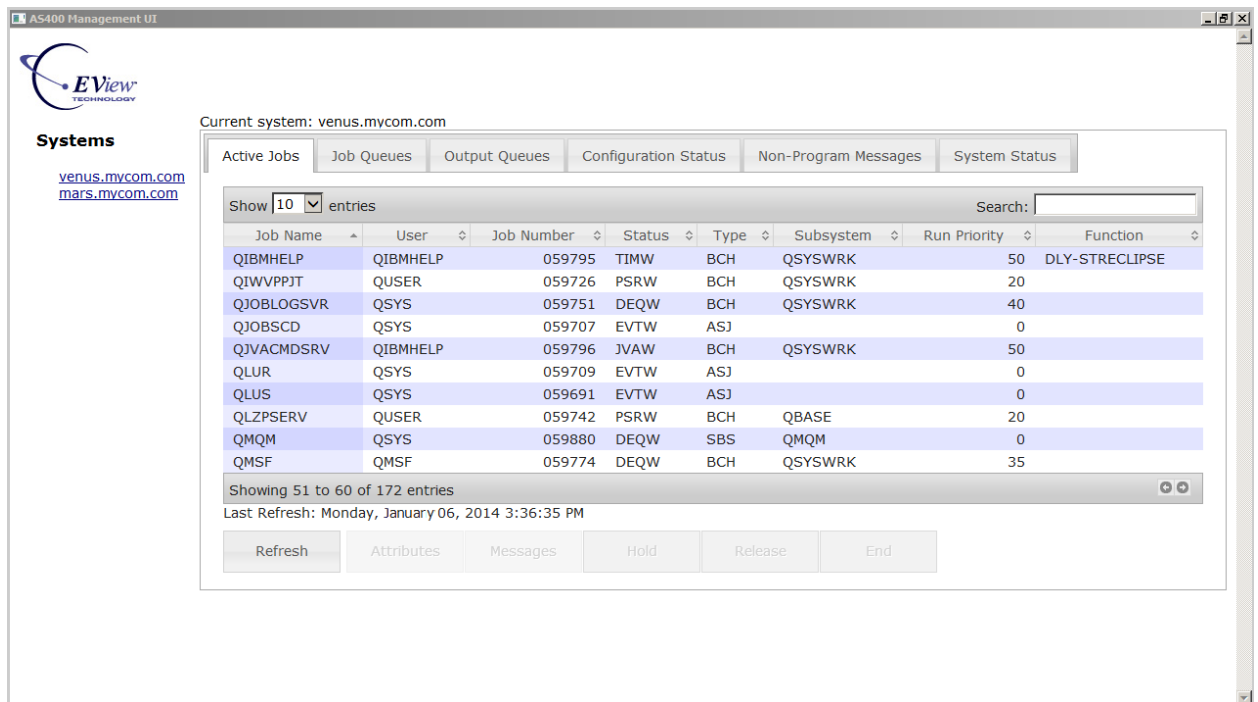 AS400 Management UI
EView
TECHNOLOGY
Systems
venus.mycom.com
mars.mycom.com
Current system: venus.mycom.com
Active Jobs Job Queues Output Queues Configuration Status Non-Program Messages System Status
Show 10 entries Search:
Job Name User Job Number Status Type Subsystem Run Priority Function
QIBMHELP QIBMHELP 059795 TIMW BCH QSYSWRK 50 DLY-STRECLIPSE
QIWVPPJT QUSER 059726 PSRW BCH QSYSWRK 20
QJOBLOGSVR QSYS 059751 DEQW BCH QSYSWRK 40
QJOBSCD QSYS 059707 EVTW ASJ 0
QJVACMDSRV QIBMHELP 059796 JVAW BCH QSYSWRK 50
QLUR QSYS 059709 EVTW ASJ 0
QLUS QSYS 059691 EVTW ASJ 0
QLZPSERV QUSER 059742 PSRW BCH QBASE 20
QMQM QSYS 059880 DEQW SBS QMQM 0
QMSF QMSF 059774 DEQW BCH QSYSWRK 35
Showing 51 to 60 of 172 entries
Last Refresh: Monday, January 06, 2014 3:36:35 PM
Refresh Attributes Messages Hold Release End